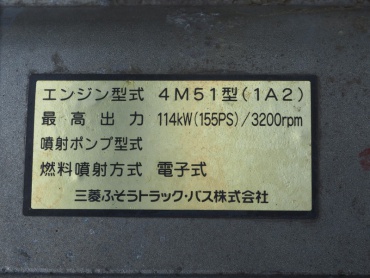 エンジン型式 4M51型(1A2)
最高出力 114kW(155PS)/3200rpm
噴射ポンプ型式
燃料噴射方式 電子式
三菱ふそうトラック・バス株式会社